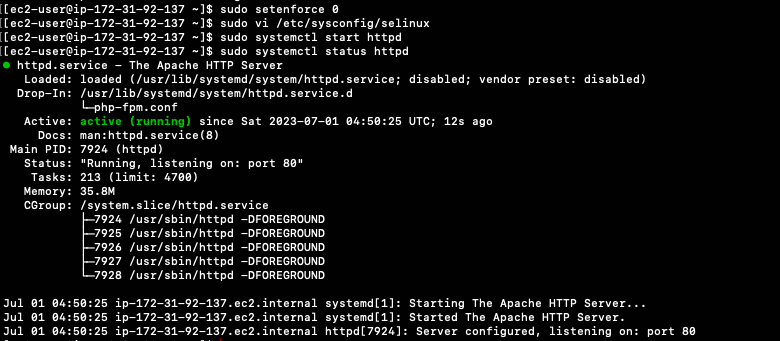 [[ec2-user@ip-172-31-92-137 ~]$ sudo setenforce 0
[[ec2-user@ip-172-31-92-137 ~]$ sudo vi /etc/sysconfig/selinux
[[ec2-user@ip-172-31-92-137 ~]$ sudo systemctl start httpd
[[ec2-user@ip-172-31-92-137 ~]$ sudo systemctl status httpd
● httpd.service - The Apache HTTP Server
   Loaded: loaded (/usr/lib/systemd/system/httpd.service; disabled; vendor preset: disabled)
  Drop-In: /usr/lib/systemd/system/httpd.service.d
           └─php-fpm.conf
   Active: active (running) since Sat 2023-07-01 04:50:25 UTC; 12s ago
     Docs: man:httpd.service(8)
 Main PID: 7924 (httpd)
   Status: "Running, listening on: port 80"
    Tasks: 213 (limit: 4700)
   Memory: 35.8M
   CGroup: /system.slice/httpd.service
           ├─7924 /usr/sbin/httpd -DFOREGROUND
           ├─7925 /usr/sbin/httpd -DFOREGROUND
           ├─7926 /usr/sbin/httpd -DFOREGROUND
           ├─7927 /usr/sbin/httpd -DFOREGROUND
           └─7928 /usr/sbin/httpd -DFOREGROUND
Jul 01 04:50:25 ip-172-31-92-137.ec2.internal systemd[1]: Starting The Apache HTTP Server...
Jul 01 04:50:25 ip-172-31-92-137.ec2.internal systemd[1]: Started The Apache HTTP Server.
Jul 01 04:50:25 ip-172-31-92-137.ec2.internal httpd[7924]: Server configured, listening on: port 80